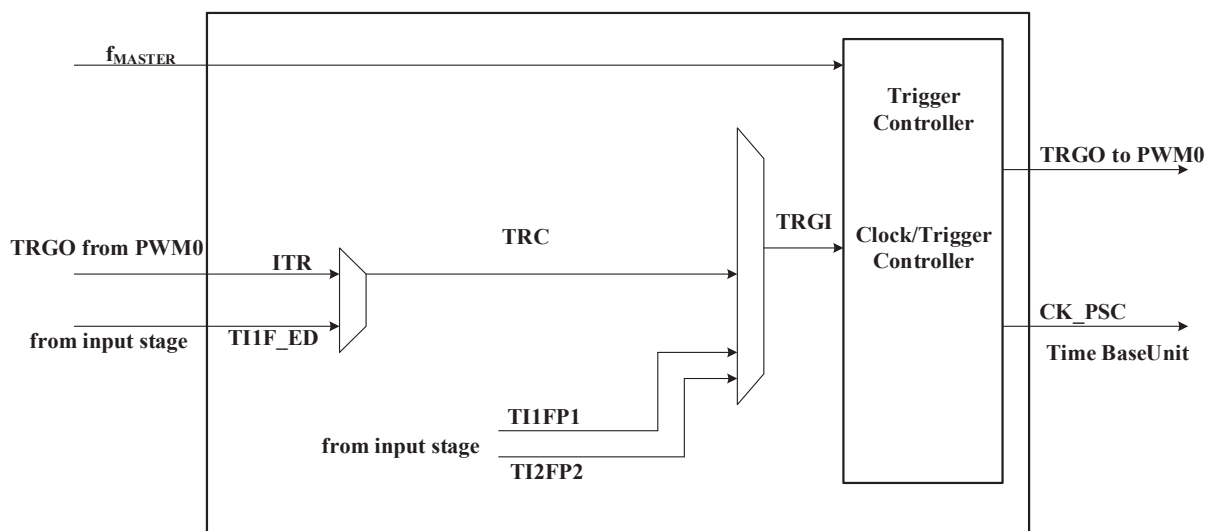 fMASTER
Trigger
Controller
TRGO to PWM0
TRGI
TRC
Clock/Trigger
Controller
TRGO from PWM0
ITR
CK_PSC
TI1F_ED
from input stage
Time BaseUnit
TI1FP1
from input stage
TI2FP2